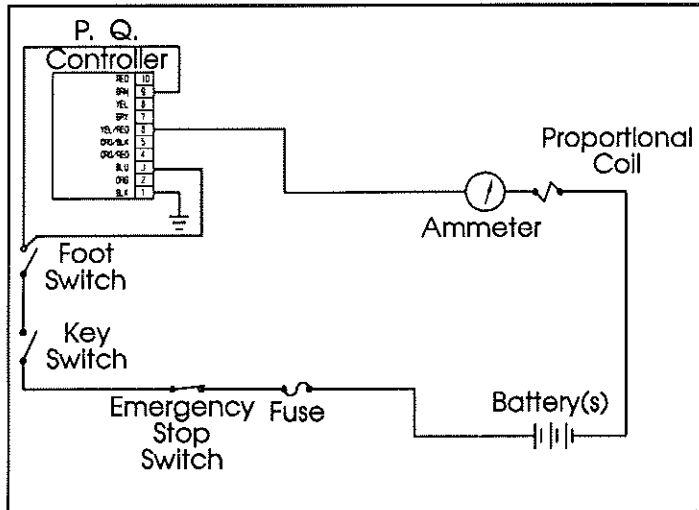 P. Q.
Controller
RED 10
BRN 9
YEL 8
GRY 7
YEL/RED 6
ORG/BLK 5
ORG/RED 4
BLU 3
ORG 2
BLK 1
Proportional
Coil
Ammeter
Foot
Switch
Key
Switch
Emergency
Stop
Switch
Fuse
Battery(s)